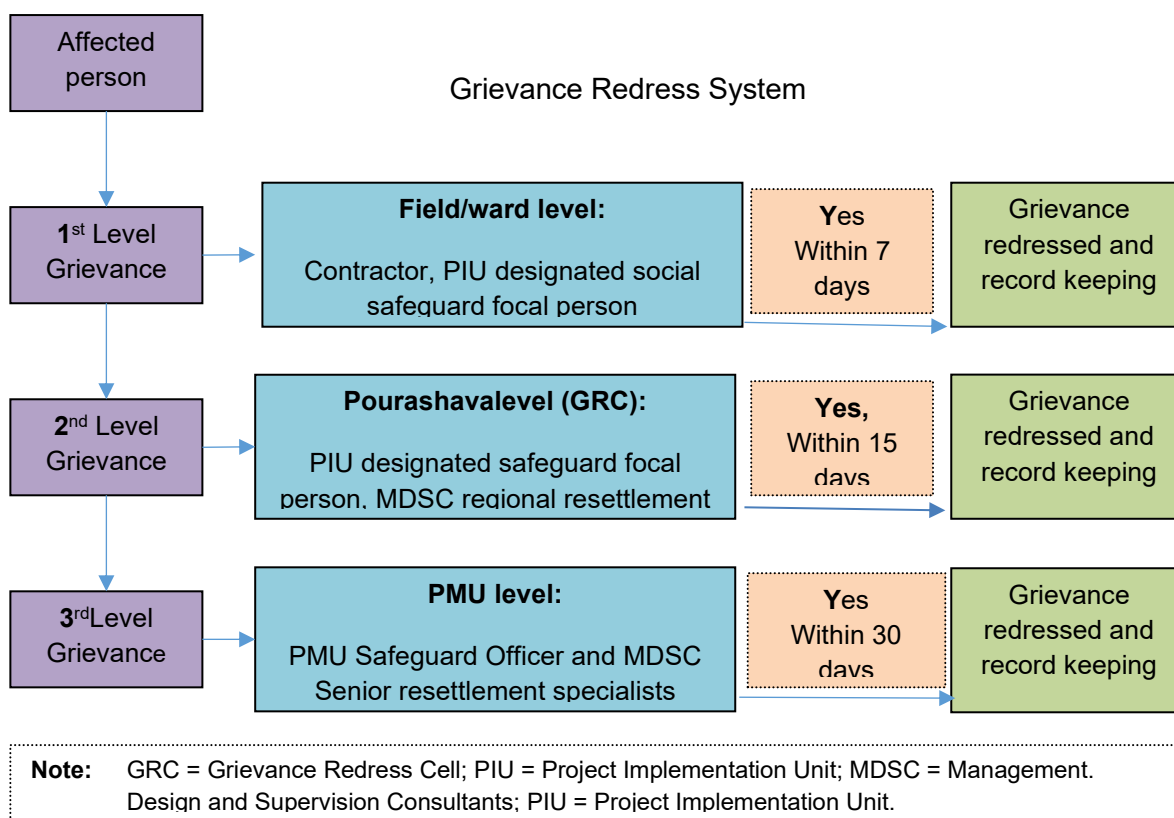 Affected
person
Grievance Redress System
1st Level
Grievance
Field/ward level:
Contractor, PIU designated social
safeguard focal person
Yes
Within 7
days
Grievance
redressed and
record keeping
2nd Level
Grievance
Pourashavalevel (GRC):
PIU designated safeguard focal
person, MDSC regional resettlement
Yes,
Within 15
days
Grievance
redressed and
record keeping
3rdLevel
Grievance
PMU level:
PMU Safeguard Officer and MDSC
Senior resettlement specialists
Yes
Within 30
days
Grievance
redressed and
record keeping
Note: GRC = Grievance Redress Cell; PIU = Project Implementation Unit; MDSC = Management.
Design and Supervision Consultants; PIU = Project Implementation Unit.